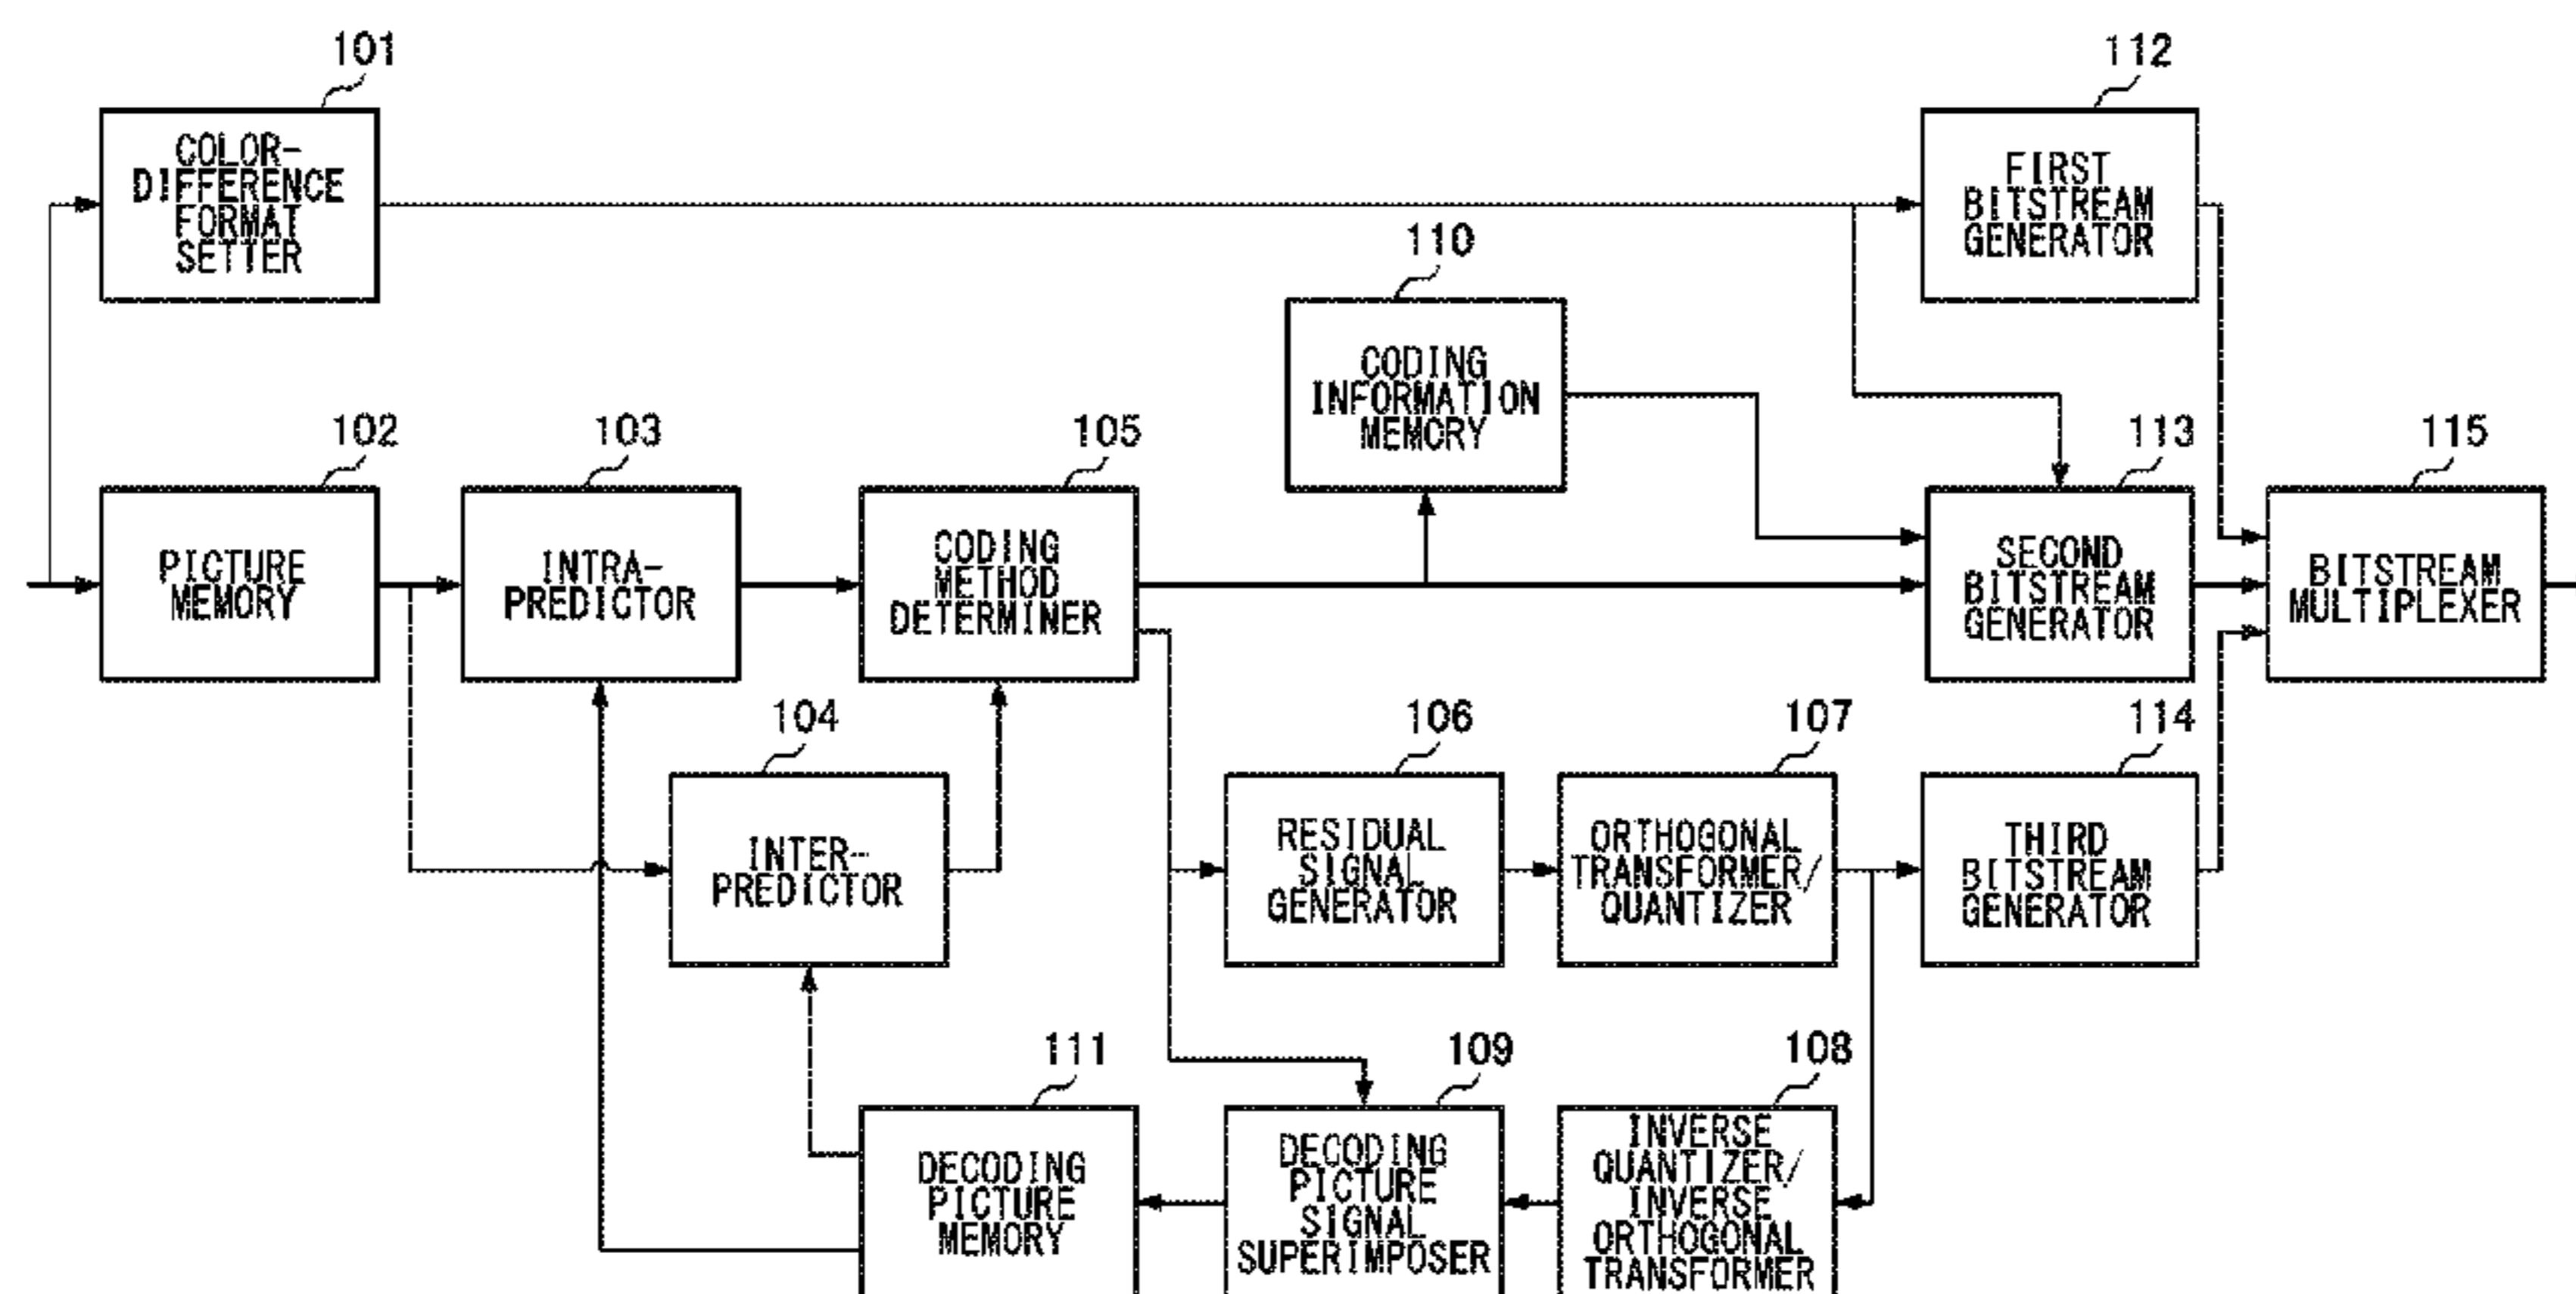 101
COLOR-
DIFFERENCE
FORMAT
SETTER
112
FIRST
BITSTREAM
GENERATOR
110
CODING
INFORMATION
MEMORY
102
PICTURE
MEMORY
103
INTRA-
PREDICTOR
105
CODING
METHOD
DETERMINER
113
SECOND
BITSTREAM
GENERATOR
115
BITSTREAM
MULTIPLEXER
104
INTER-
PREDICTOR
106
RESIDUAL
SIGNAL
GENERATOR
107
ORTHOGONAL
TRANSFORMER/
QUANTIZER
114
THIRD
BITSTREAM
GENERATOR
111
DECODING
PICTURE
MEMORY
109
DECODING
PICTURE
SIGNAL
SUPERIMPOSER
108
INVERSE
QUANTIZER/
INVERSE
ORTHOGONAL
TRANSFORMER